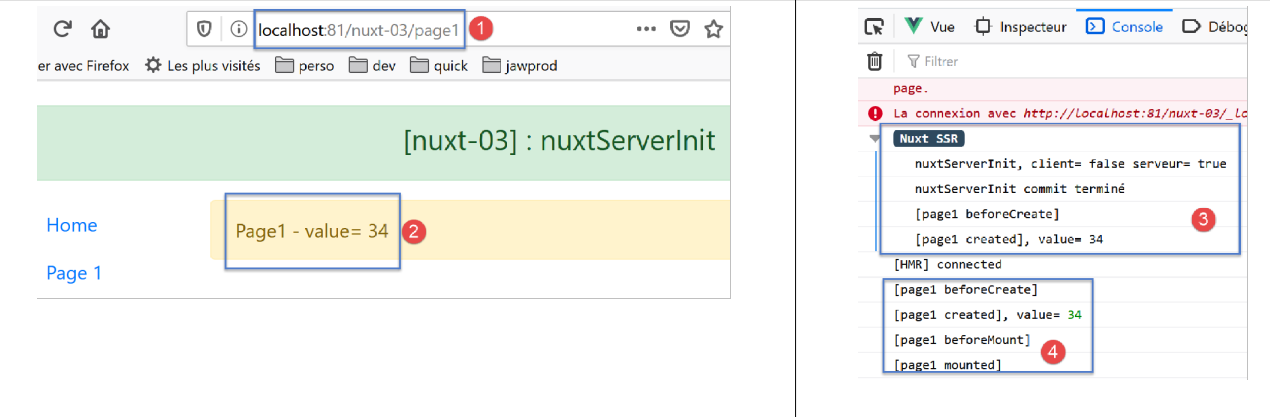 localhost:81/nuxt-03/page1
1
er avec Firefox Les plus visités perso dev quick jawprod
[nuxt-03] : nuxtServerInit
Home
Page1 - value= 34
2
Page 1
Vue Inspecteur Console Débog
Filtrer
page.
La connexion avec http://localhost:81/nuxt-03/_lo
Nuxt SSR
nuxtServerInit, client= false serveur= true
nuxtServerInit commit terminé
[page1 beforeCreate]
3
[page1 created], value= 34
[HMR] connected
[page1 beforeCreate]
[page1 created], value= 34
[page1 beforeMount]
4
[page1 mounted]